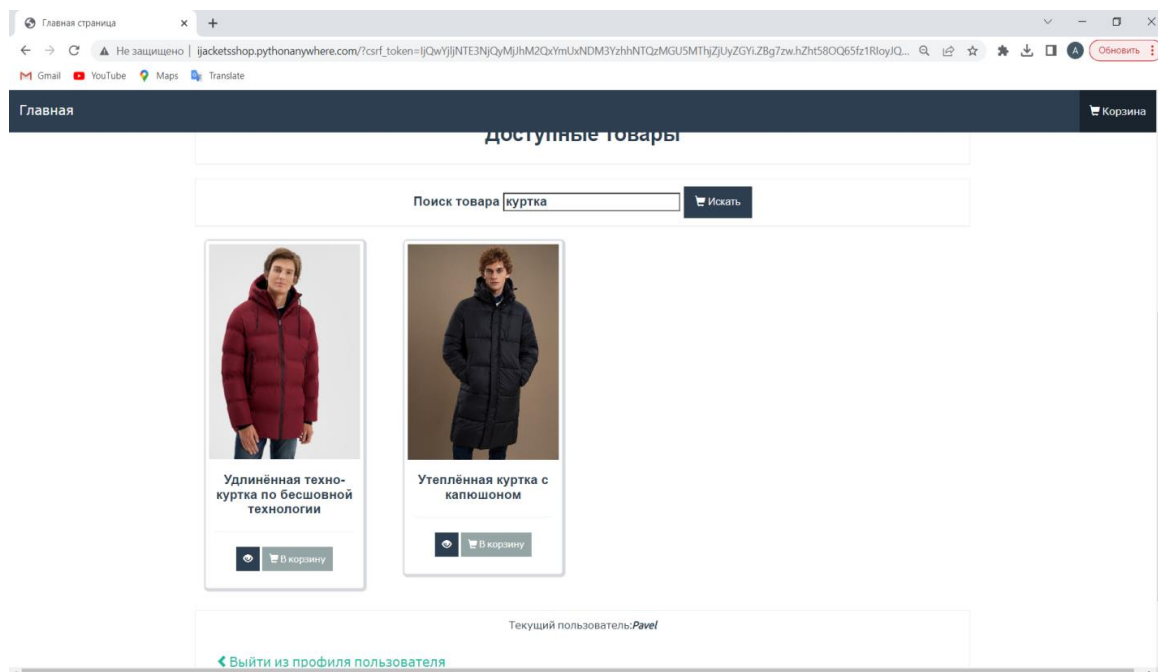 Главная страница
Не защищено | ijacketsshop.pythonanywhere.com/?csrf_token=IjQwYjljNTE3NjQyMjJhM2QxYmUxNDM3YzhhNTQzMGU5MThjZjUyZGYi.ZBg7zw.hZht58OQ65fz1RIoyJQ...
A
Обновить
Gmail YouTube Maps Translate
Главная
Корзина
Доступные товары
Поиск товара куртка Искать
Удлинённая техно-
куртка по бесшовной
технологии
В корзину
Утеплённая куртка с
капюшоном
В корзину
Текущий пользователь:Pavel
Выйти из профиля пользователя